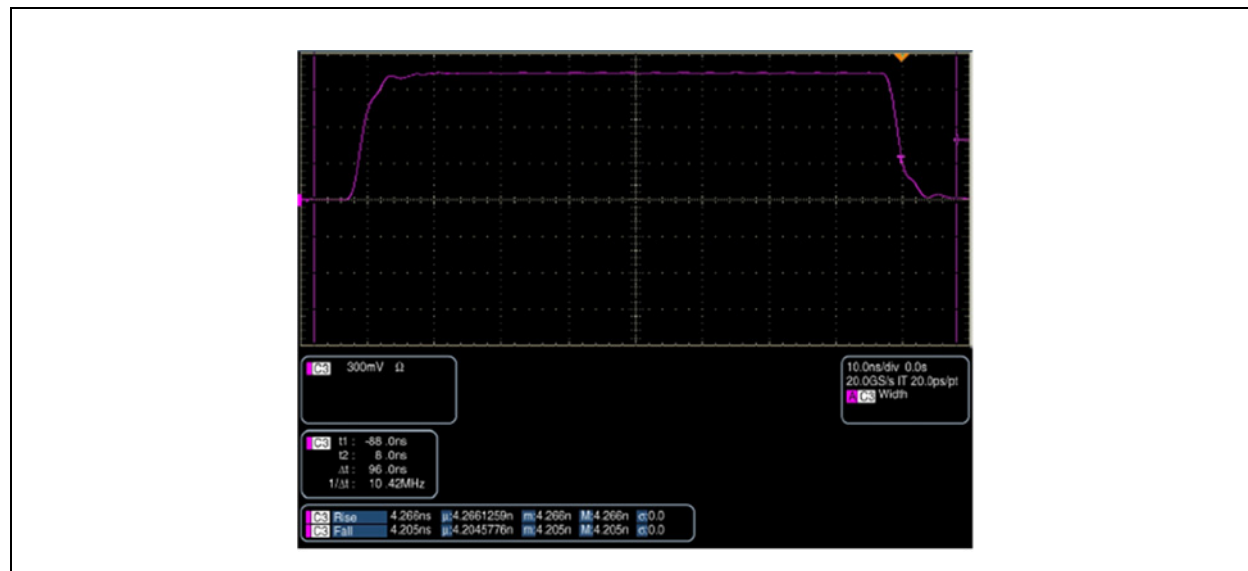 C3 300mV Ω
10.0ns/div 0.0s
20.0GS/s IT 20.0ps/pt
A C3 Width
C3 t1 : -88 .0ns
t2 : 8 .0ns
Δt : 96 .0ns
1/Δt : 10 .42MHz
C3 Rise 4.266ns μ:4.2661259n m:4.266n M:4.266n σ:0.0
C3 Fall 4.205ns μ:4.2045776n m:4.205n M:4.205n σ:0.0